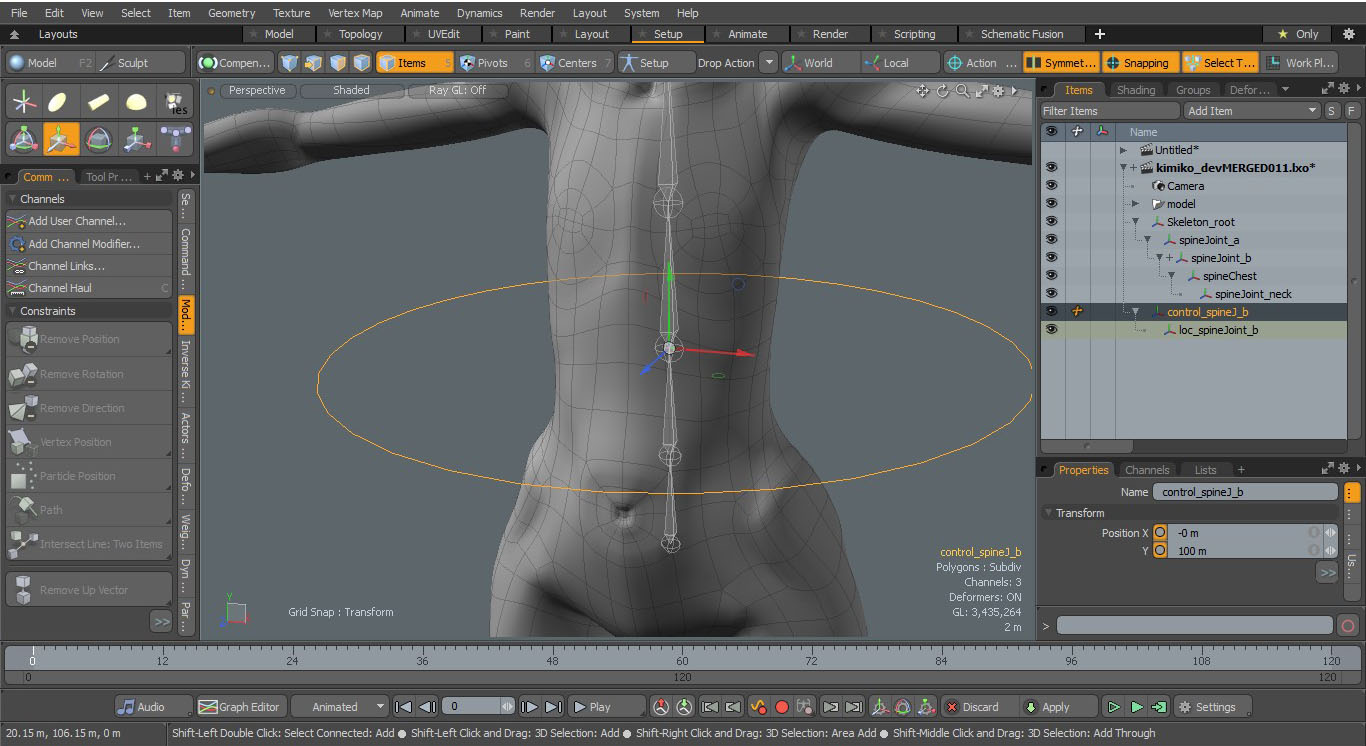 File Edit View Select Item Geometry Texture Vertex Map Animate Dynamics Render Layout System Help
Layouts Model Topology UVEdit Paint Layout Setup Animate Render Scripting Schematic Fusion + Only
Model F2 Sculpt Compen... Items 5 Pivots 6 Centers 7 Setup Drop Action World Local Action ... Symmet... Snapping Select T... Work Pl...
Perspective Shaded Ray GL: Off
Items Shading Groups Defor...
Filter Items Add Item S F
Name
Untitled*
kimiko_devMERGED011.lxo*
Camera
model
Skeleton_root
spineJoint_a
spineJoint_b
spineChest
spineJoint_neck
control_spineJ_b
loc_spineJoint_b
ies
Comm ... Tool Pr ... +
Channels
Add User Channel...
Add Channel Modifier...
Channel Links...
Channel Haul C
Constraints
Remove Position
Remove Rotation
Remove Direction
Vertex Position
Particle Position
Path
Intersect Line: Two Items
Remove Up Vector
>>
Se...
Command...
Mod...
Inverse Ki...
Actors...
Defo...
Weig...
Dyn...
Par...
control_spineJ_b
Polygons : Subdiv
Channels: 3
Deformers: ON
GL: 3,435,264
2 m
Grid Snap : Transform
Y
Properties Channels Lists +
Name control_spineJ_b
Transform
Position X -0 m
Y 100 m
>>
Us...
>
0 12 24 36 48 60 72 84 96 108 120
0 120 120
Audio Graph Editor Animated 0 Play Discard Apply Settings
20.15 m, 106.15 m, 0 m Shift-Left Double Click: Select Connected: Add ● Shift-Left Click and Drag: 3D Selection: Add ● Shift-Right Click and Drag: 3D Selection: Area Add ● Shift-Middle Click and Drag: 3D Selection: Add Through